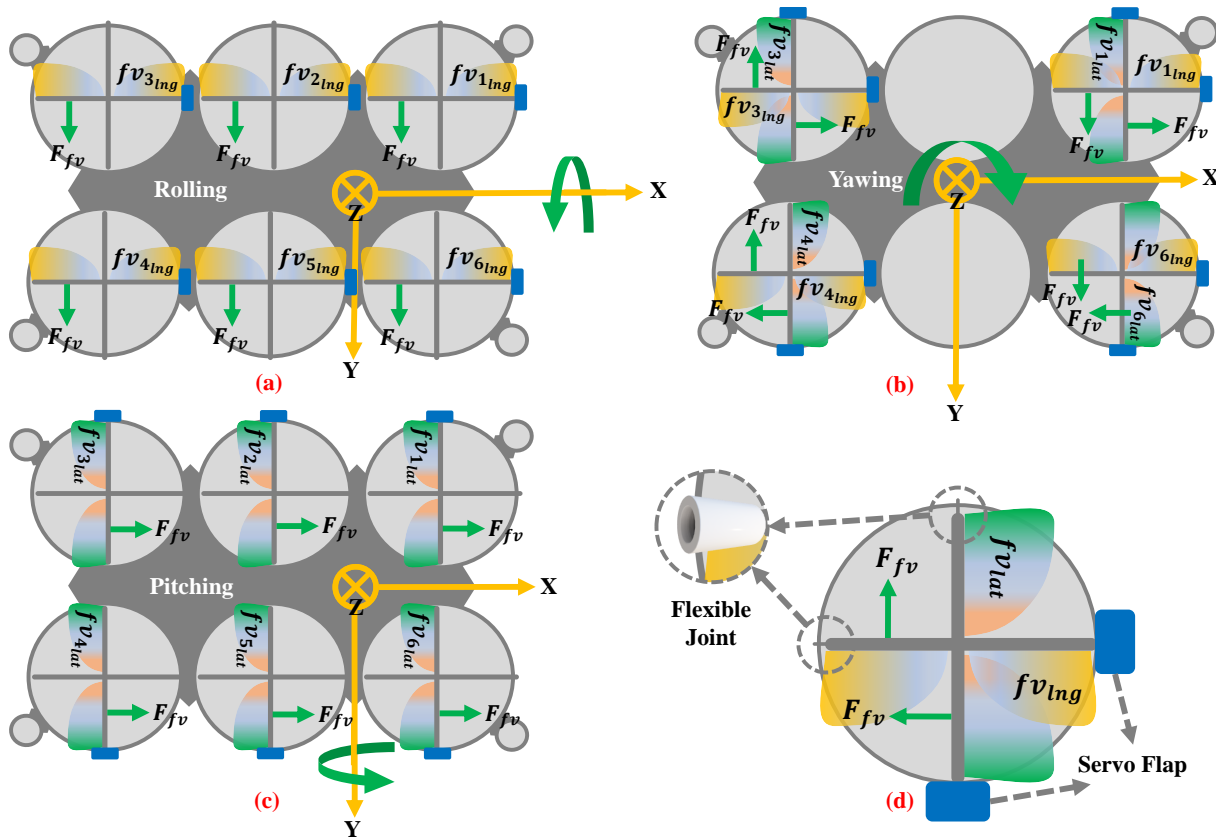 fv3lng fv2lng fv1lng
Ffv Ffv Ffv
Rolling
X
Z
fv4lng fv5lng fv6lng
Ffv Ffv Ffv
Y
(a)
Ffv fv3lat fv1lat
fv1lng
fv3lng
Ffv Ffv Ffv
Yawing
X
Z
Ffv fv4lat
fv6lng
fv4lng
Ffv Ffv
Ffv fv6lat
(b)
Y
fv3lat fv2lat fv1lat
Ffv Ffv Ffv
Pitching
X
Z
fv4lat fv5lat fv6lat
Ffv Ffv Ffv
(c)
Y
Ffv fvlat
Flexible
Joint
fvlng
Ffv
Servo Flap
(d)